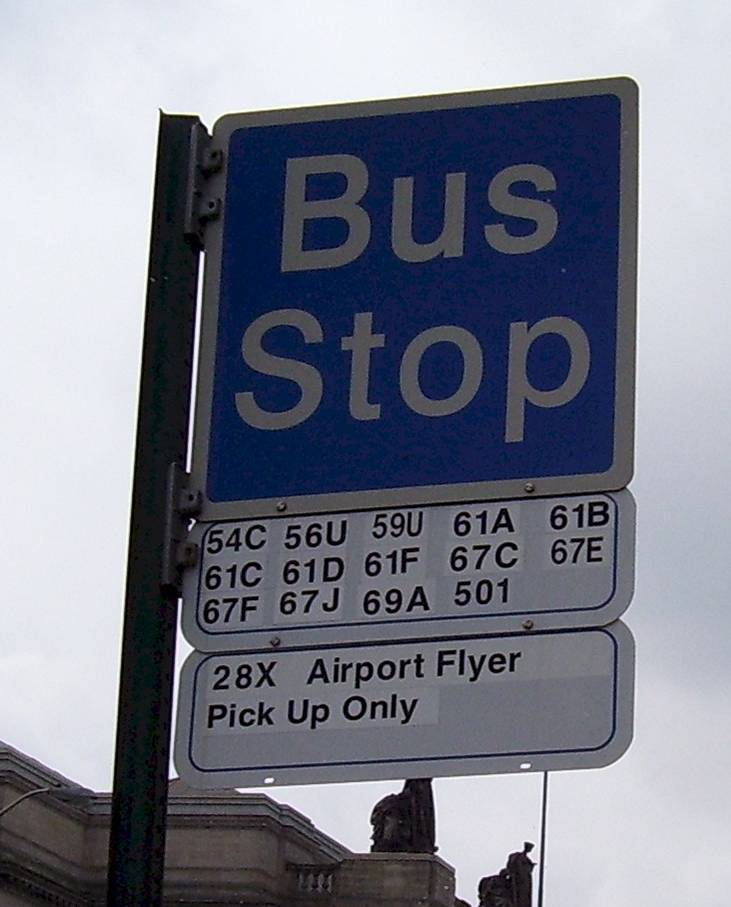 Bus
Stop
54C 56U 59U 61A 61B
61C 61D 61F 67C 67E
67F 67J 69A 501
28X Airport Flyer
Pick Up Only